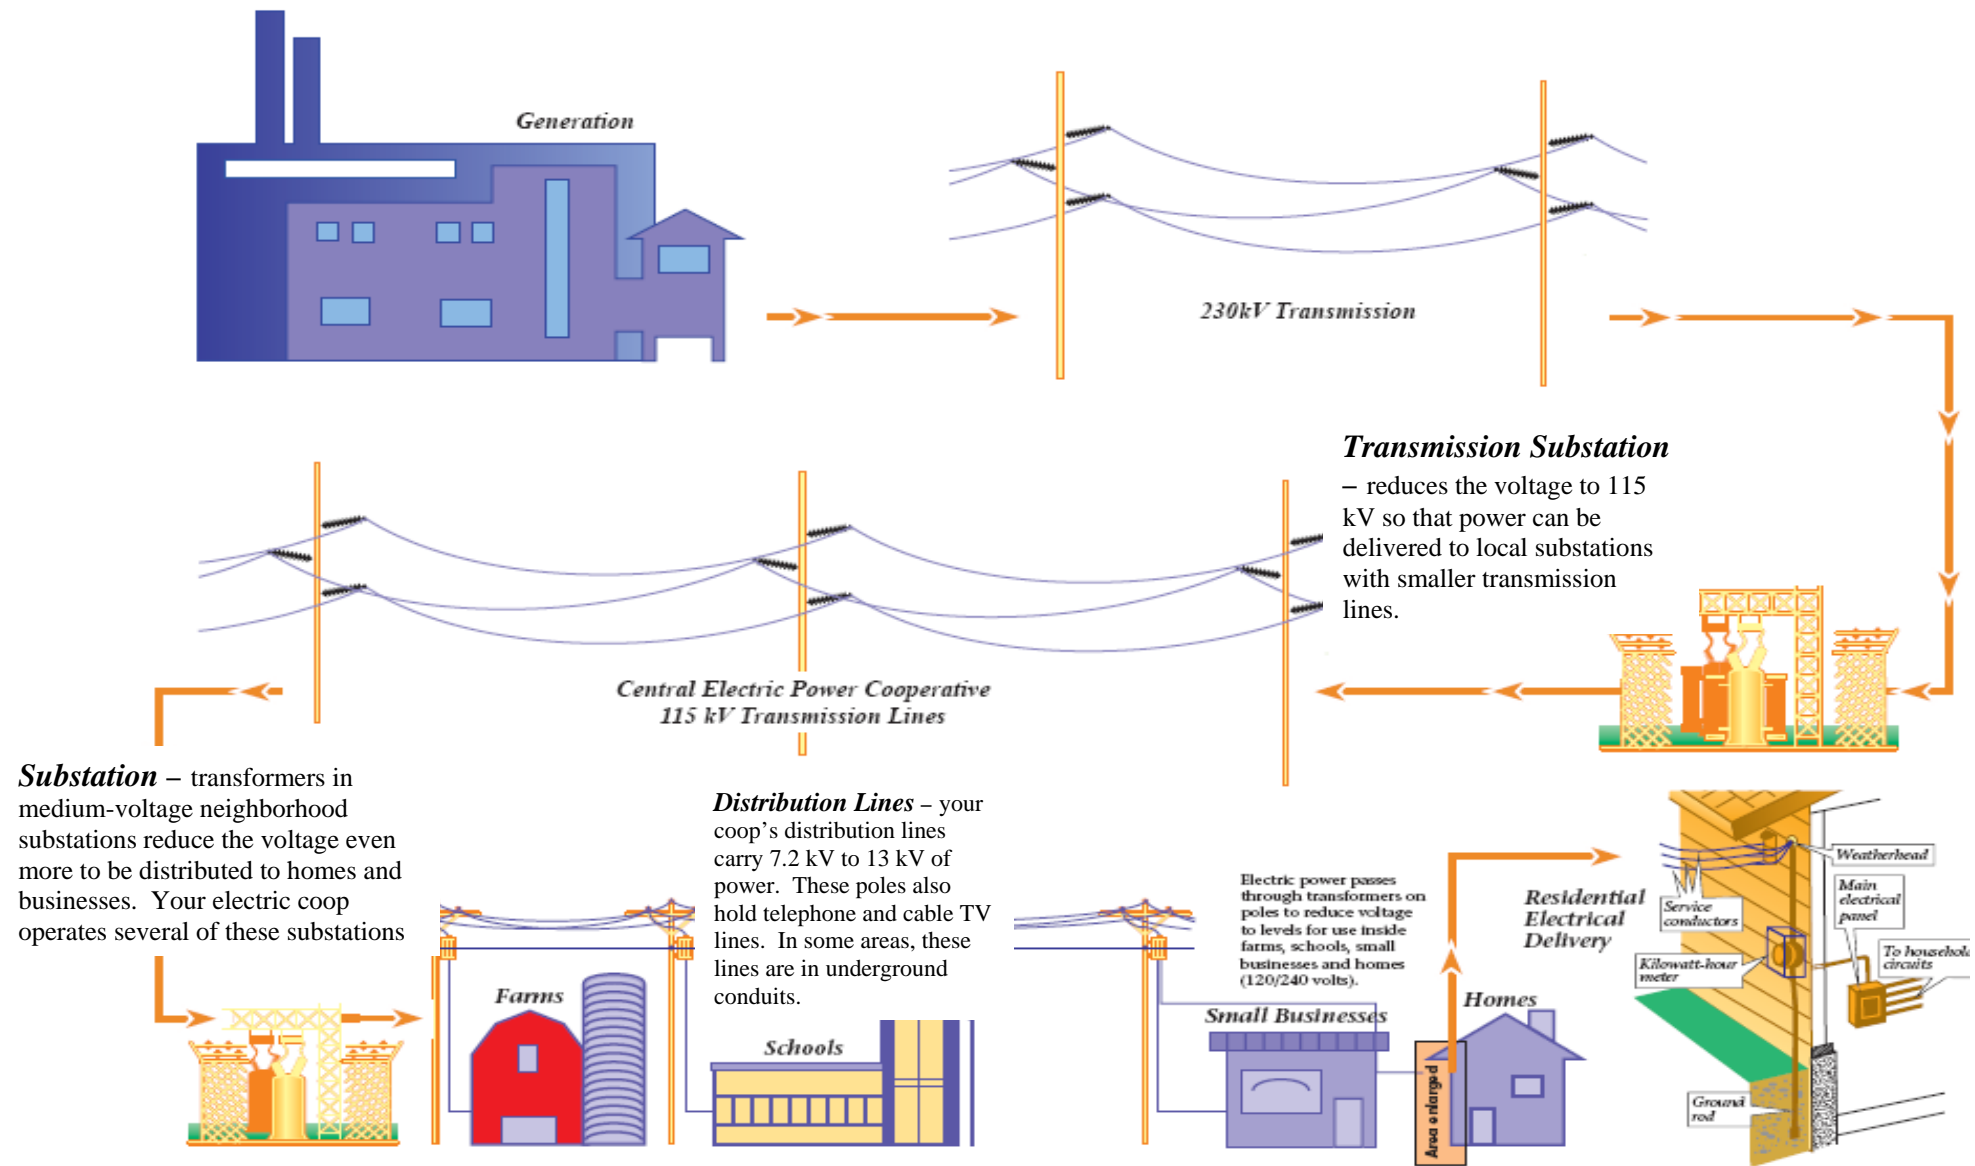 Generation
230kV Transmission
Transmission Substation
– reduces the voltage to 115
kV so that power can be
delivered to local substations
with smaller transmission
lines.
Central Electric Power Cooperative
115 kV Transmission Lines
Substation – transformers in
medium-voltage neighborhood
substations reduce the voltage even
more to be distributed to homes and
businesses.  Your electric coop
operates several of these substations
Distribution Lines – your
coop’s distribution lines
carry 7.2 kV to 13 kV of
power.  These poles also
hold telephone and cable TV
lines.  In some areas, these
lines are in underground
conduits.
Farms
Schools
Electric power passes
through transformers on
poles to reduce voltage
to levels for use inside
farms, schools, small
businesses and homes
(120/240 volts).
Small Businesses
Homes
Area enlarged
Residential
Electrical
Delivery
Weatherhead
Service
conductors
Main
electrical
panel
Kilowatt-hour
meter
To household
circuits
Ground
rod